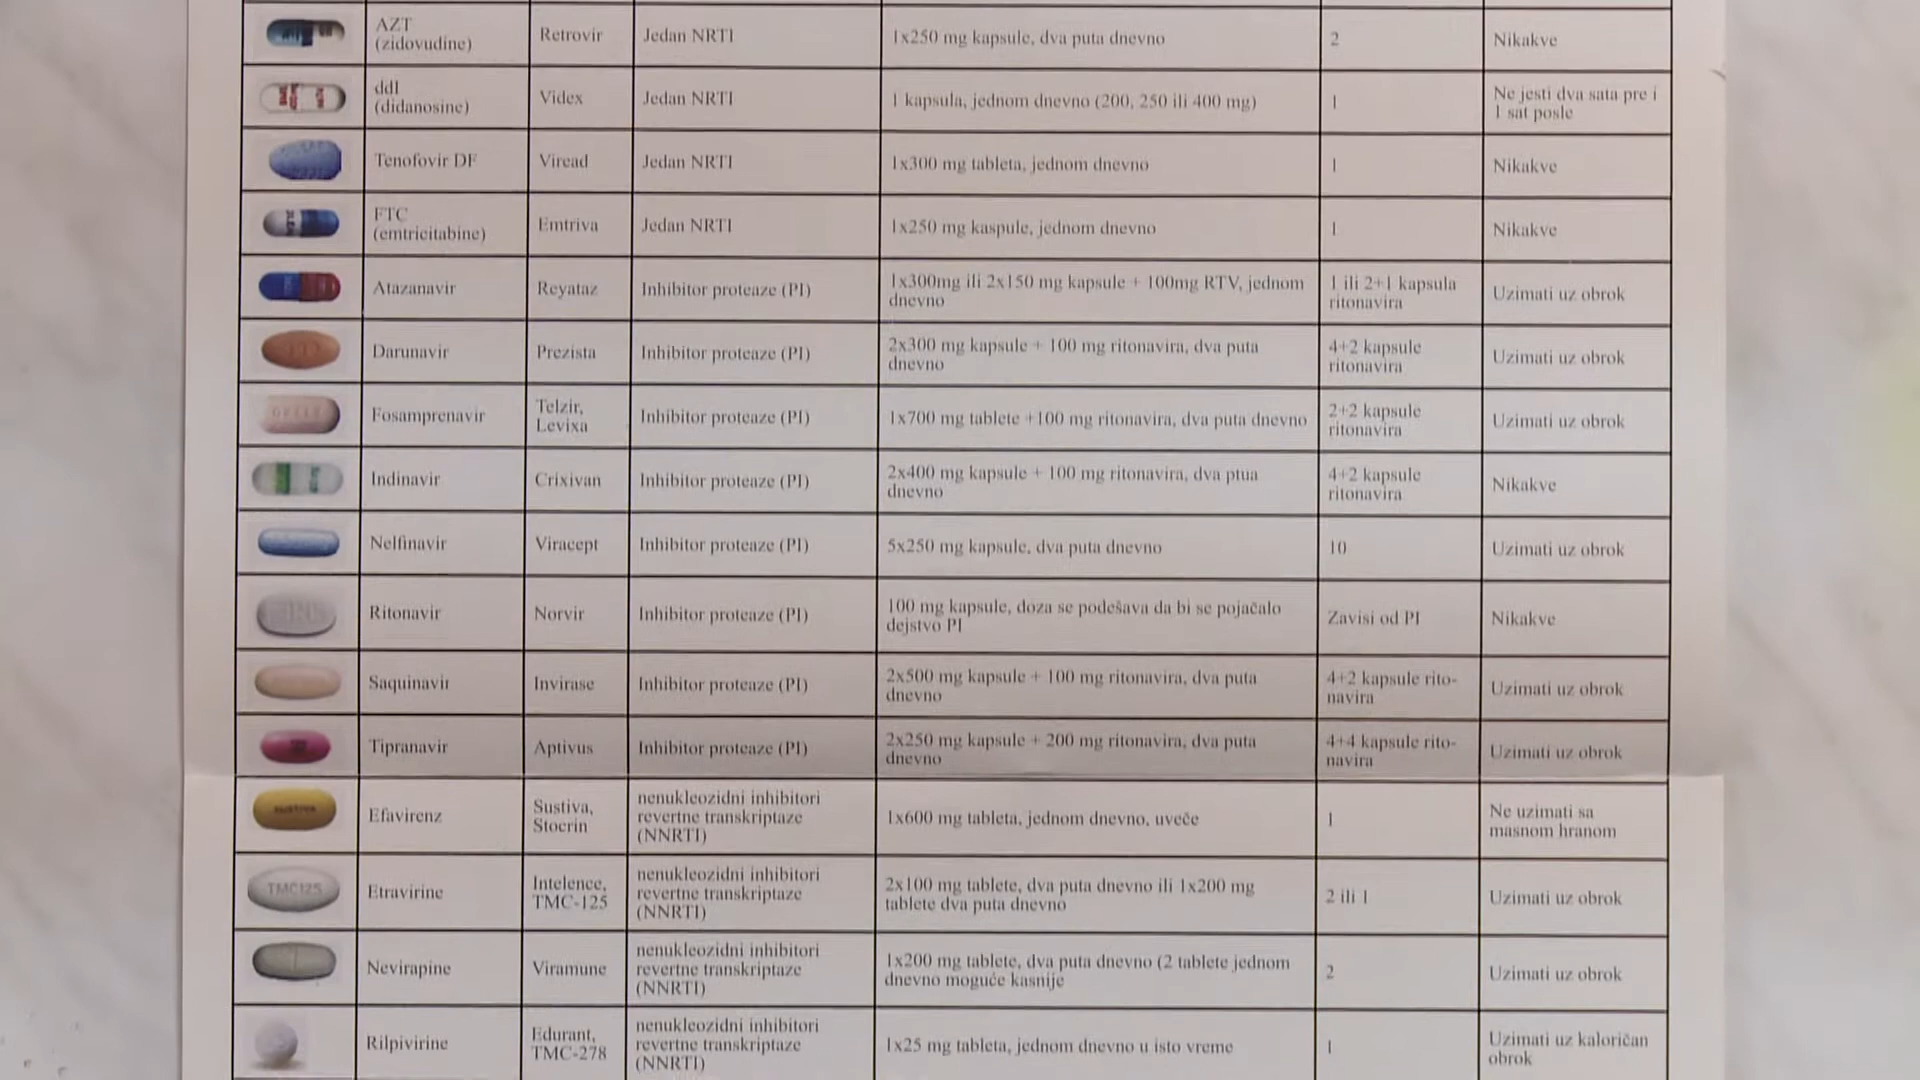 AZT
(zidovudine)
Retrovir
Jedan NRTI
1x250 mg kapsule, dva puta dnevno
2
Nikakve
ddI
(didanosine)
Videx
Jedan NRTI
1 kapsula, jednom dnevno (200, 250 ili 400 mg)
1
Ne jesti dva sata pre i
1 sat posle
Tenofovir DF
Viread
Jedan NRTI
1x300 mg tableta, jednom dnevno
1
Nikakve
FTC
(emtricitabine)
Emtriva
Jedan NRTI
1x250 mg kaspule, jednom dnevno
1
Nikakve
Atazanavir
Reyataz
Inhibitor proteaze (PI)
1x300mg ili 2x150 mg kapsule + 100mg RTV, jednom
dnevno
1 ili 2+1 kapsula
ritonavira
Uzimati uz obrok
Darunavir
Prezista
Inhibitor proteaze (PI)
2x300 mg kapsule + 100 mg ritonavira, dva puta
dnevno
4+2 kapsule
ritonavira
Uzimati uz obrok
Fosamprenavir
Telzir,
Levixa
Inhibitor proteaze (PI)
1x700 mg tablete +100 mg ritonavira, dva puta dnevno
2+2 kapsule
ritonavira
Uzimati uz obrok
Indinavir
Crixivan
Inhibitor proteaze (PI)
2x400 mg kapsule + 100 mg ritonavira, dva ptua
dnevno
4+2 kapsule
ritonavira
Nikakve
Nelfinavir
Viracept
Inhibitor proteaze (PI)
5x250 mg kapsule, dva puta dnevno
10
Uzimati uz obrok
Ritonavir
Norvir
Inhibitor proteaze (PI)
100 mg kapsule, doza se podešava da bi se pojačalo
dejstvo PI
Zavisi od PI
Nikakve
Saquinavir
Invirase
Inhibitor proteaze (PI)
2x500 mg kapsule + 100 mg ritonavira, dva puta
dnevno
4+2 kapsule rito-
navira
Uzimati uz obrok
Tipranavir
Aptivus
Inhibitor proteaze (PI)
2x250 mg kapsule + 200 mg ritonavira, dva puta
dnevno
4+4 kapsule rito-
navira
Uzimati uz obrok
sustiva
Efavirenz
Sustiva,
Stocrin
nenukleozidni inhibitori
revertne transkriptaze
(NNRTI)
1x600 mg tableta, jednom dnevno, uveče
1
Ne uzimati sa
masnom hranom
TMC125
Etravirine
Intelence,
TMC-125
nenukleozidni inhibitori
revertne transkriptaze
(NNRTI)
2x100 mg tablete, dva puta dnevno ili 1x200 mg
tablete dva puta dnevno
2 ili 1
Uzimati uz obrok
Nevirapine
Viramune
nenukleozidni inhibitori
revertne transkriptaze
(NNRTI)
1x200 mg tablete, dva puta dnevno (2 tablete jednom
dnevno moguće kasnije
2
Uzimati uz obrok
Rilpivirine
Edurant,
TMC-278
nenukleozidni inhibitori
revertne transkriptaze
(NNRTI)
1x25 mg tableta, jednom dnevno u isto vreme
1
Uzimati uz kaloričan
obrok